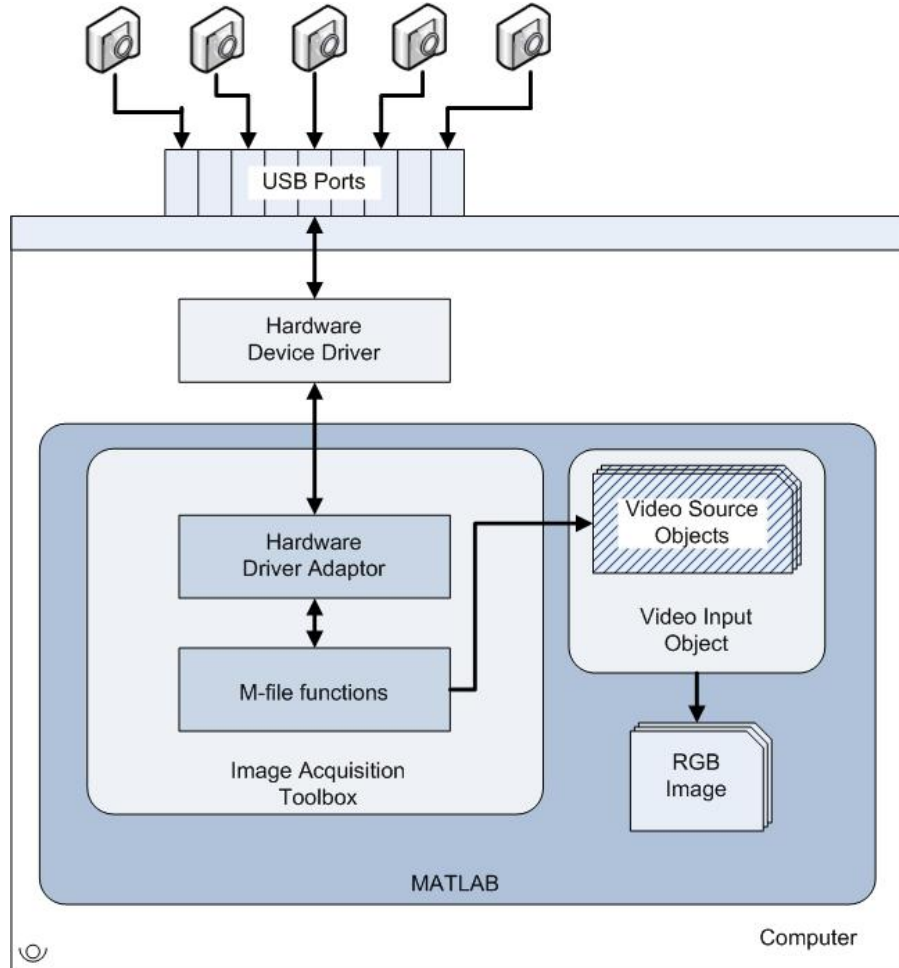 USB Ports
Hardware
Device Driver
Hardware
Driver Adaptor
M-file functions
Image Acquisition
Toolbox
Video Source
Objects
Video Input
Object
RGB
Image
MATLAB
Computer